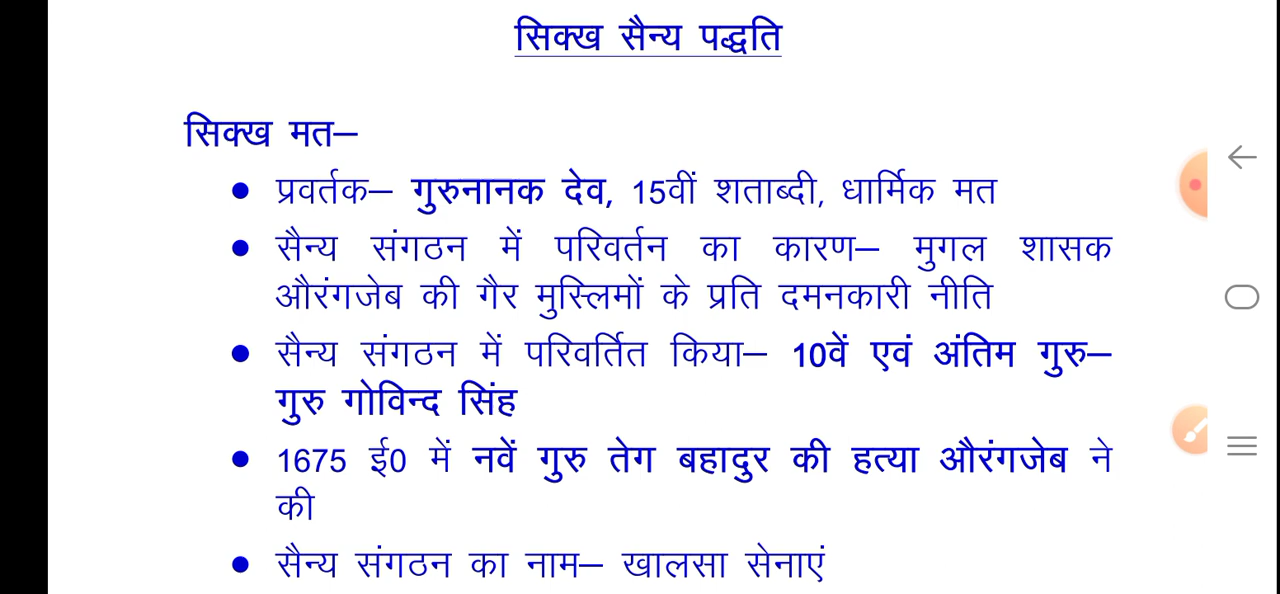 सिक्ख सैन्य पद्धति
सिक्ख मत–
● प्रवर्तक– गुरुनानक देव, 15वीं शताब्दी, धार्मिक मत
● सैन्य संगठन में परिवर्तन का कारण– मुगल शासक
औरंगजेब की गैर मुस्लिमों के प्रति दमनकारी नीति
● सैन्य संगठन में परिवर्तित किया– 10वें एवं अंतिम गुरु–
गुरु गोविन्द सिंह
● 1675 ई0 में नवें गुरु तेग बहादुर की हत्या औरंगजेब ने
की
● सैन्य संगठन का नाम– खालसा सेनाएं